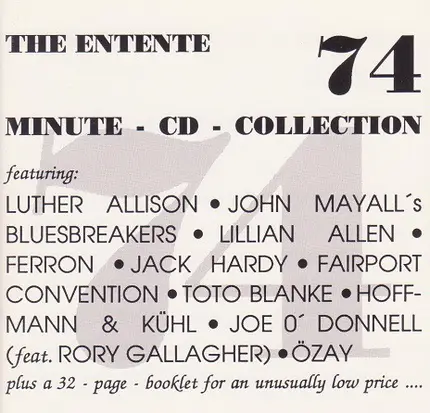 THE ENTENTE 74
MINUTE - CD - COLLECTION
featuring:
LUTHER ALLISON • JOHN MAYALL´s
BLUESBREAKERS • LILLIAN ALLEN •
FERRON • JACK HARDY • FAIRPORT
CONVENTION • TOTO BLANKE • HOFF-
MANN & KÜHL • JOE O´ DONNELL
(feat. RORY GALLAGHER) • ÖZAY
plus a 32 - page - booklet for an unusually low price ....
74